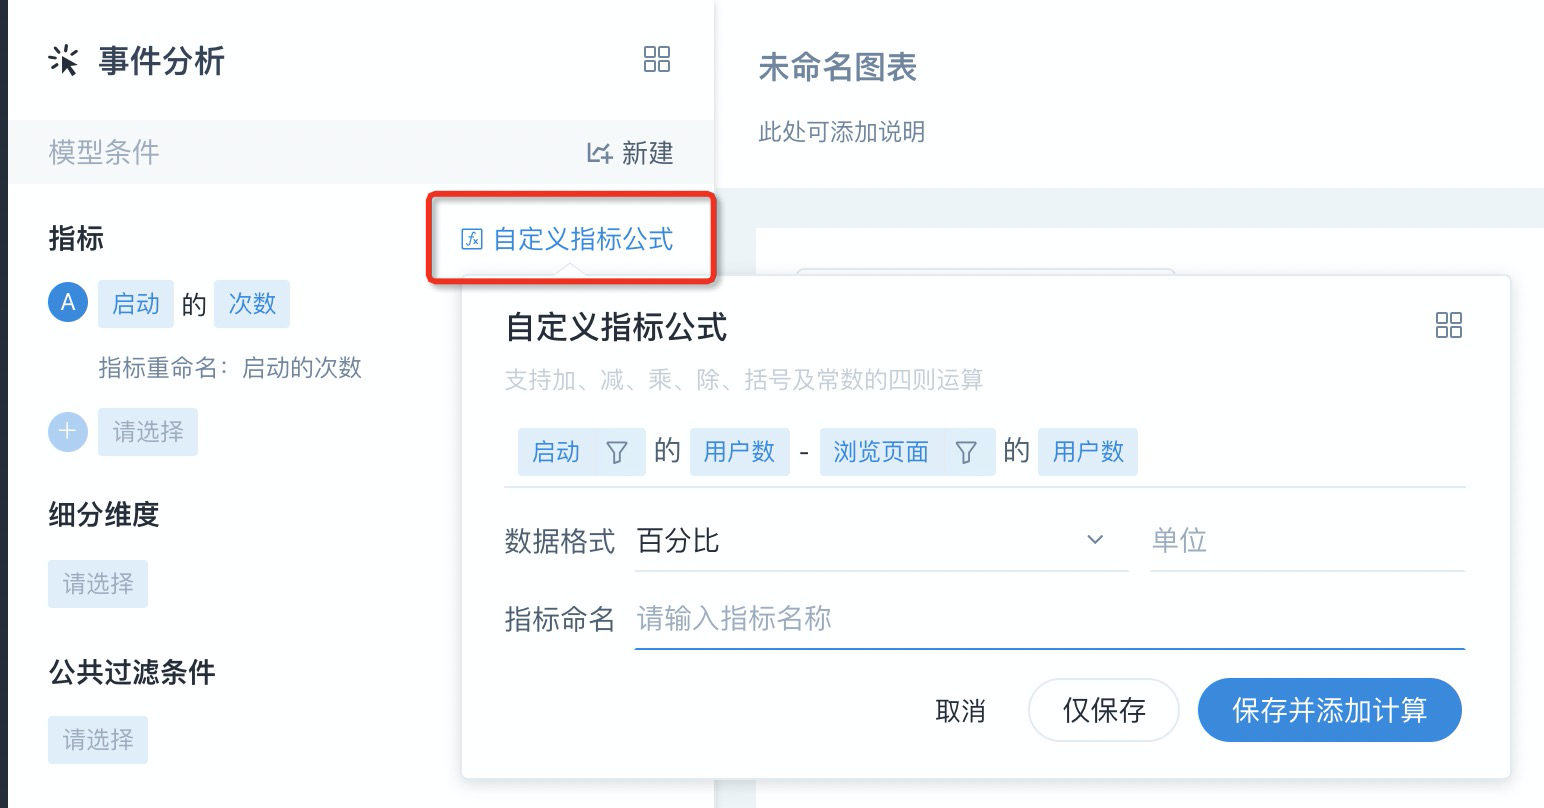 事件分析
未命名图表
此处可添加说明
模型条件
新建
指标
自定义指标公式
A 启动 的 次数
指标重命名：启动的次数
+ 请选择
细分维度
请选择
公共过滤条件
请选择
自定义指标公式
支持加、减、乘、除、括号及常数的四则运算
启动 的 用户数 - 浏览页面 的 用户数
数据格式 百分比 单位
指标命名 请输入指标名称
取消 仅保存 保存并添加计算